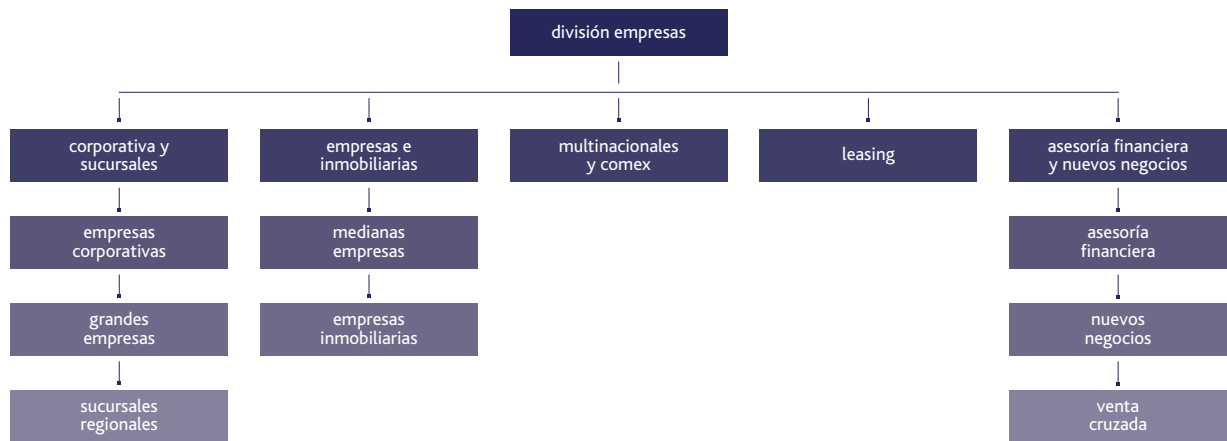 división empresas
corporativa y
sucursales
empresas e
inmobiliarias
multinacionales
y comex
leasing
asesoría financiera
y nuevos negocios
empresas
corporativas
medianas
empresas
asesoría
financiera
grandes
empresas
empresas
inmobiliarias
nuevos
negocios
sucursales
regionales
venta
cruzada